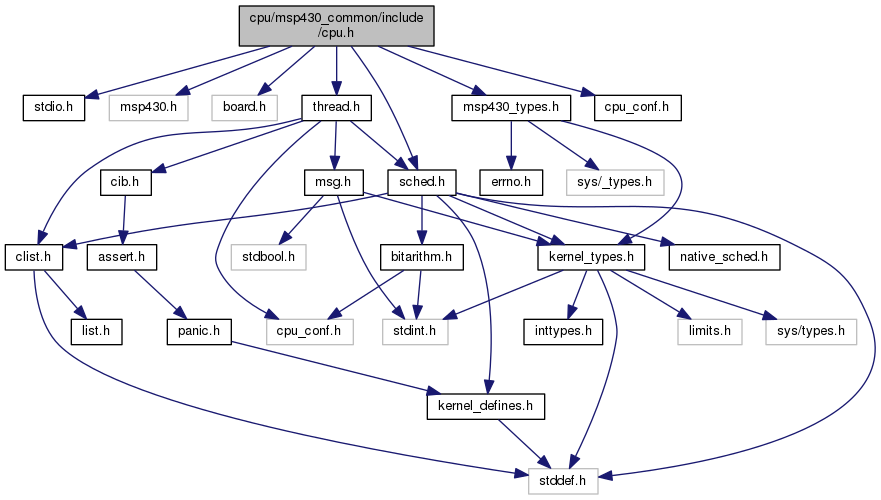 cpu/msp430_common/include
/cpu.h
stdio.h
msp430.h
board.h
thread.h
msp430_types.h
cpu_conf.h
cib.h
msg.h
sched.h
errno.h
sys/_types.h
clist.h
assert.h
stdbool.h
bitarithm.h
kernel_types.h
native_sched.h
list.h
panic.h
cpu_conf.h
stdint.h
inttypes.h
limits.h
sys/types.h
kernel_defines.h
stddef.h